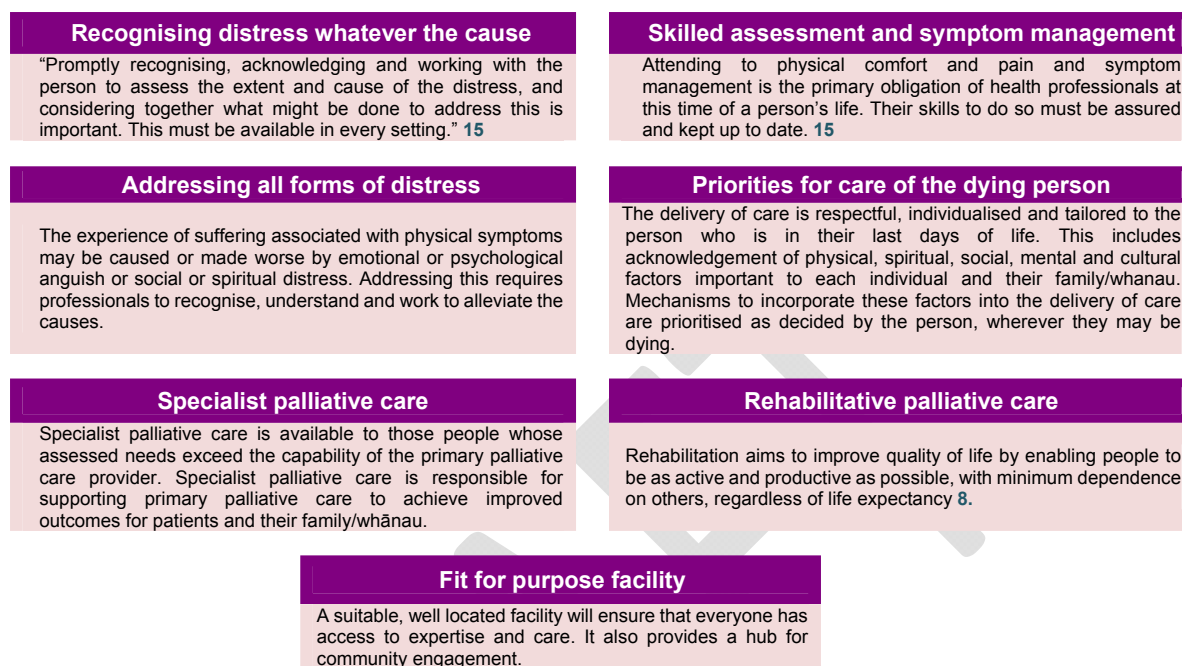 Recognising distress whatever the cause
“Promptly recognising, acknowledging and working with the
person to assess the extent and cause of the distress, and
considering together what might be done to address this is
important. This must be available in every setting.” 15
Skilled assessment and symptom management
Attending to physical comfort and pain and symptom
management is the primary obligation of health professionals at
this time of a person’s life. Their skills to do so must be assured
and kept up to date. 15
Addressing all forms of distress
The experience of suffering associated with physical symptoms
may be caused or made worse by emotional or psychological
anguish or social or spiritual distress. Addressing this requires
professionals to recognise, understand and work to alleviate the
causes.
Priorities for care of the dying person
The delivery of care is respectful, individualised and tailored to the
person who is in their last days of life. This includes
acknowledgement of physical, spiritual, social, mental and cultural
factors important to each individual and their family/whanau.
Mechanisms to incorporate these factors into the delivery of care
are prioritised as decided by the person, wherever they may be
dying.
Specialist palliative care
Specialist palliative care is available to those people whose
assessed needs exceed the capability of the primary palliative
care provider. Specialist palliative care is responsible for
supporting primary palliative care to achieve improved
outcomes for patients and their family/whānau.
Rehabilitative palliative care
Rehabilitation aims to improve quality of life by enabling people to
be as active and productive as possible, with minimum dependence
on others, regardless of life expectancy 8.
Fit for purpose facility
A suitable, well located facility will ensure that everyone has
access to expertise and care. It also provides a hub for
community engagement.